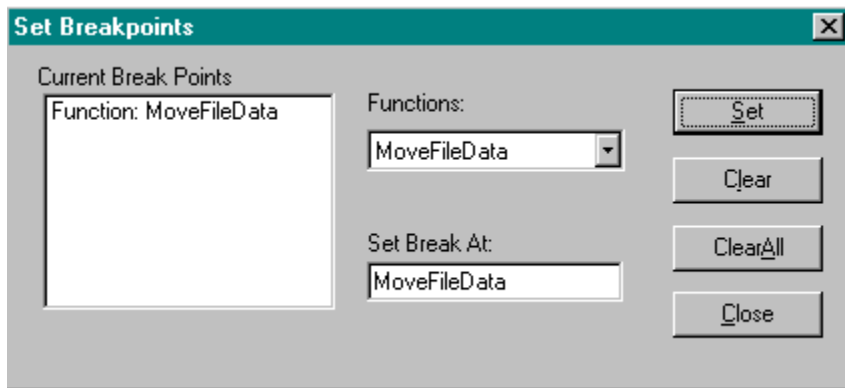 Set Breakpoints
Current Break Points
Function: MoveFileData
Functions:
MoveFileData
Set Break At:
MoveFileData
Set
Clear
ClearAll
Close